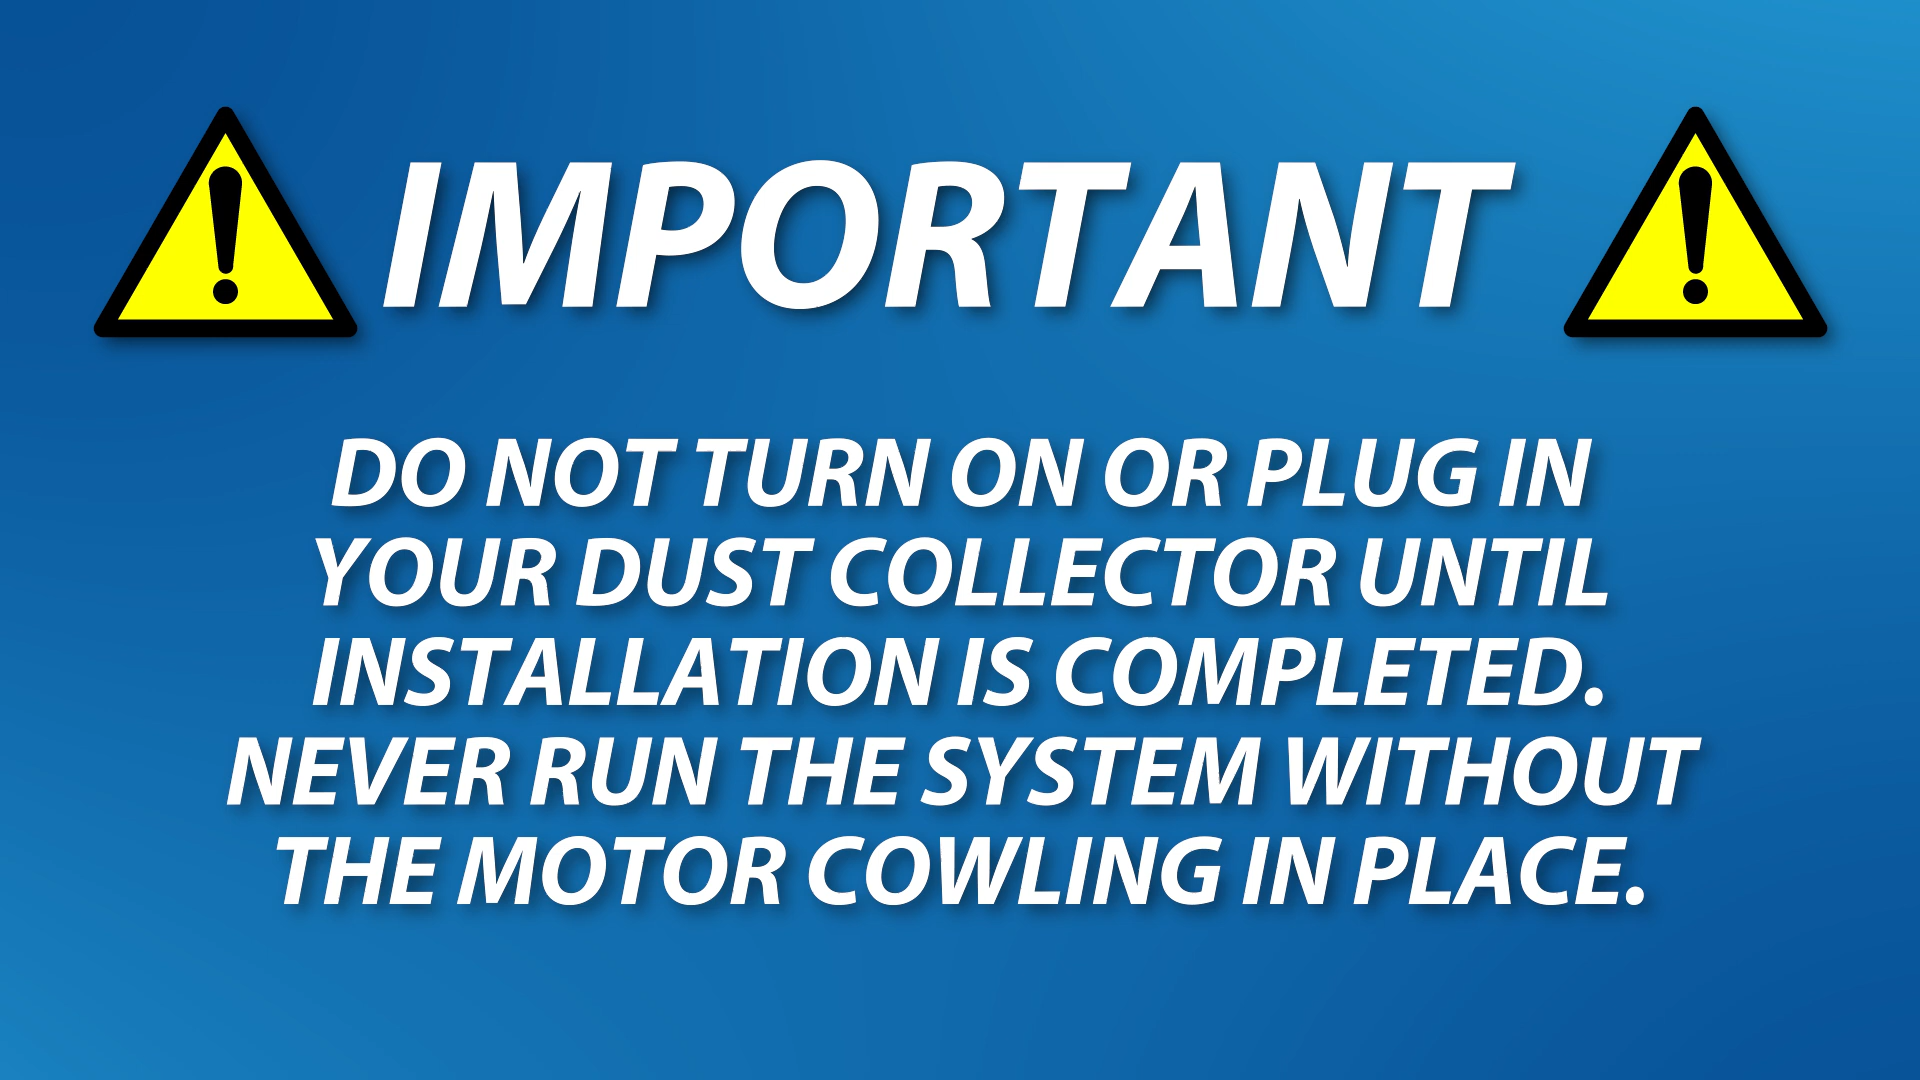 IMPORTANT
DO NOT TURN ON OR PLUG IN
YOUR DUST COLLECTOR UNTIL
INSTALLATION IS COMPLETED.
NEVER RUN THE SYSTEM WITHOUT
THE MOTOR COWLING IN PLACE.